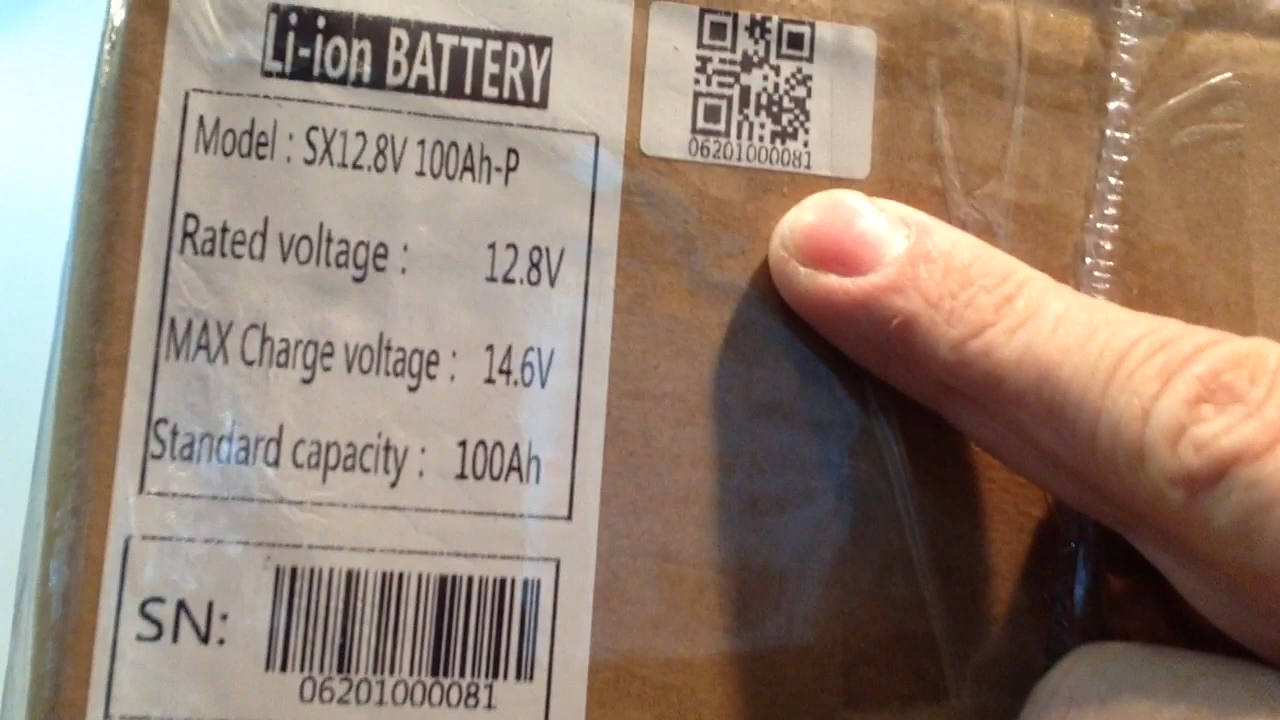 Li-ion BATTERY
Model : SX12.8V 100Ah-P
Rated voltage : 12.8V
MAX Charge voltage : 14.6V
Standard capacity : 100Ah
SN:
06201000081
06201000081